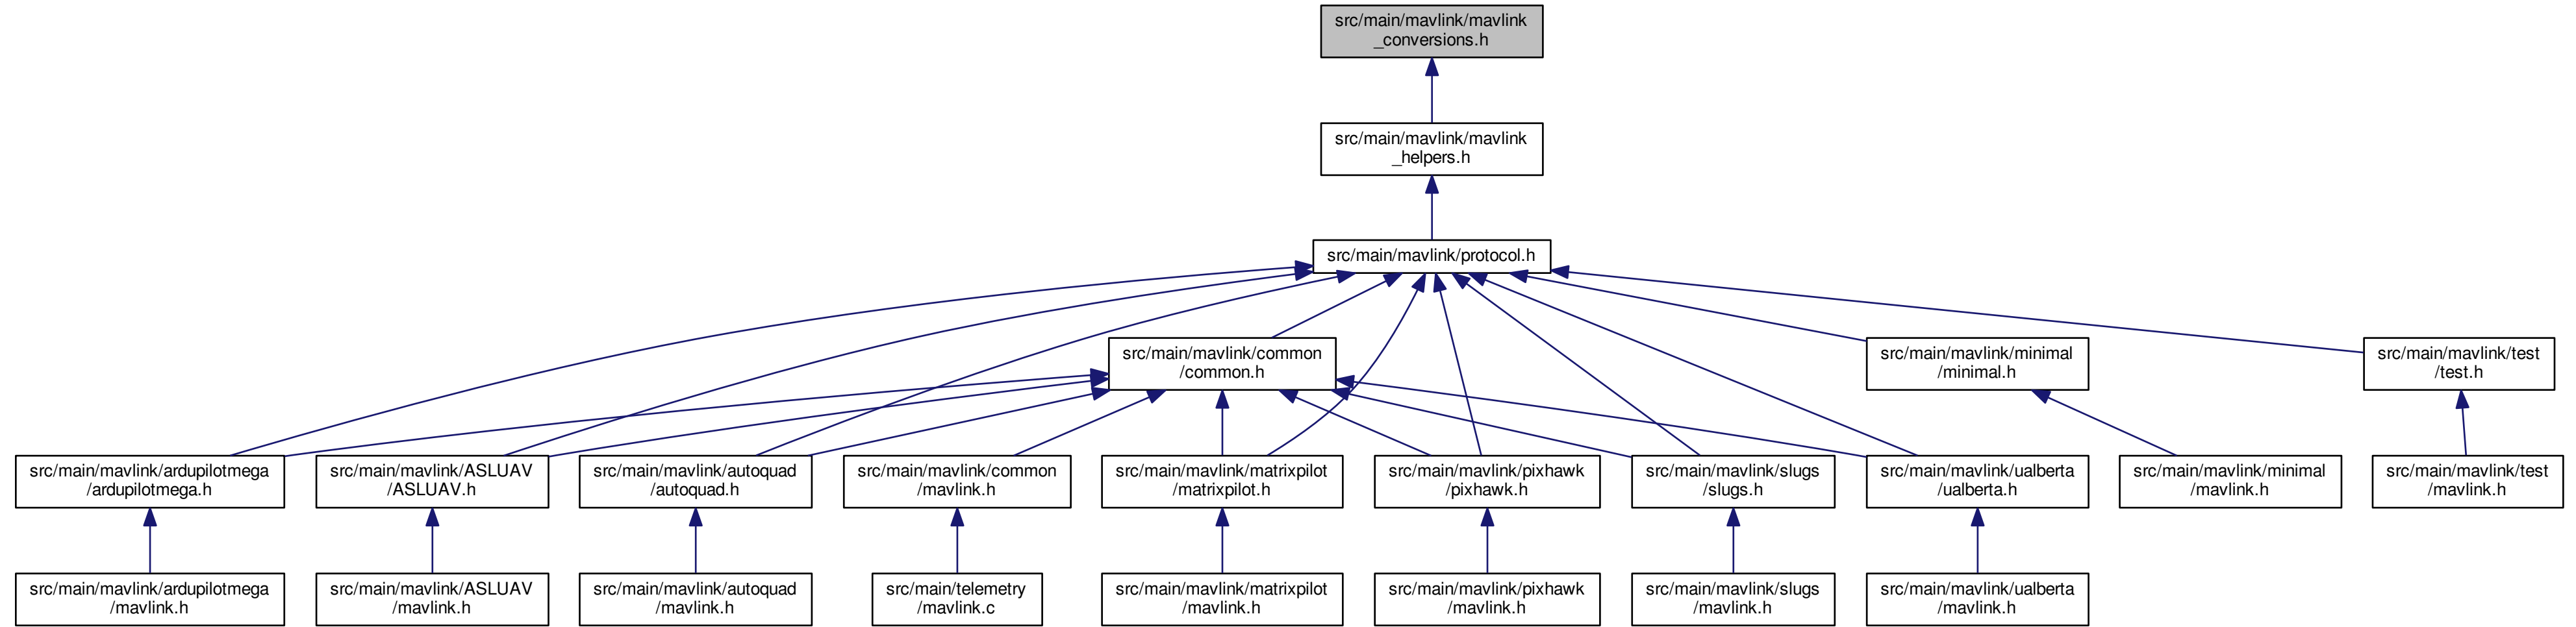 src/main/mavlink/mavlink
_conversions.h
src/main/mavlink/mavlink
_helpers.h
src/main/mavlink/protocol.h
src/main/mavlink/common
/common.h
src/main/mavlink/minimal
/minimal.h
src/main/mavlink/test
/test.h
src/main/mavlink/ardupilotmega
/ardupilotmega.h
src/main/mavlink/ASLUAV
/ASLUAV.h
src/main/mavlink/autoquad
/autoquad.h
src/main/mavlink/common
/mavlink.h
src/main/mavlink/matrixpilot
/matrixpilot.h
src/main/mavlink/pixhawk
/pixhawk.h
src/main/mavlink/slugs
/slugs.h
src/main/mavlink/ualberta
/ualberta.h
src/main/mavlink/minimal
/mavlink.h
src/main/mavlink/test
/mavlink.h
src/main/mavlink/ardupilotmega
/mavlink.h
src/main/mavlink/ASLUAV
/mavlink.h
src/main/mavlink/autoquad
/mavlink.h
src/main/telemetry
/mavlink.c
src/main/mavlink/matrixpilot
/mavlink.h
src/main/mavlink/pixhawk
/mavlink.h
src/main/mavlink/slugs
/mavlink.h
src/main/mavlink/ualberta
/mavlink.h